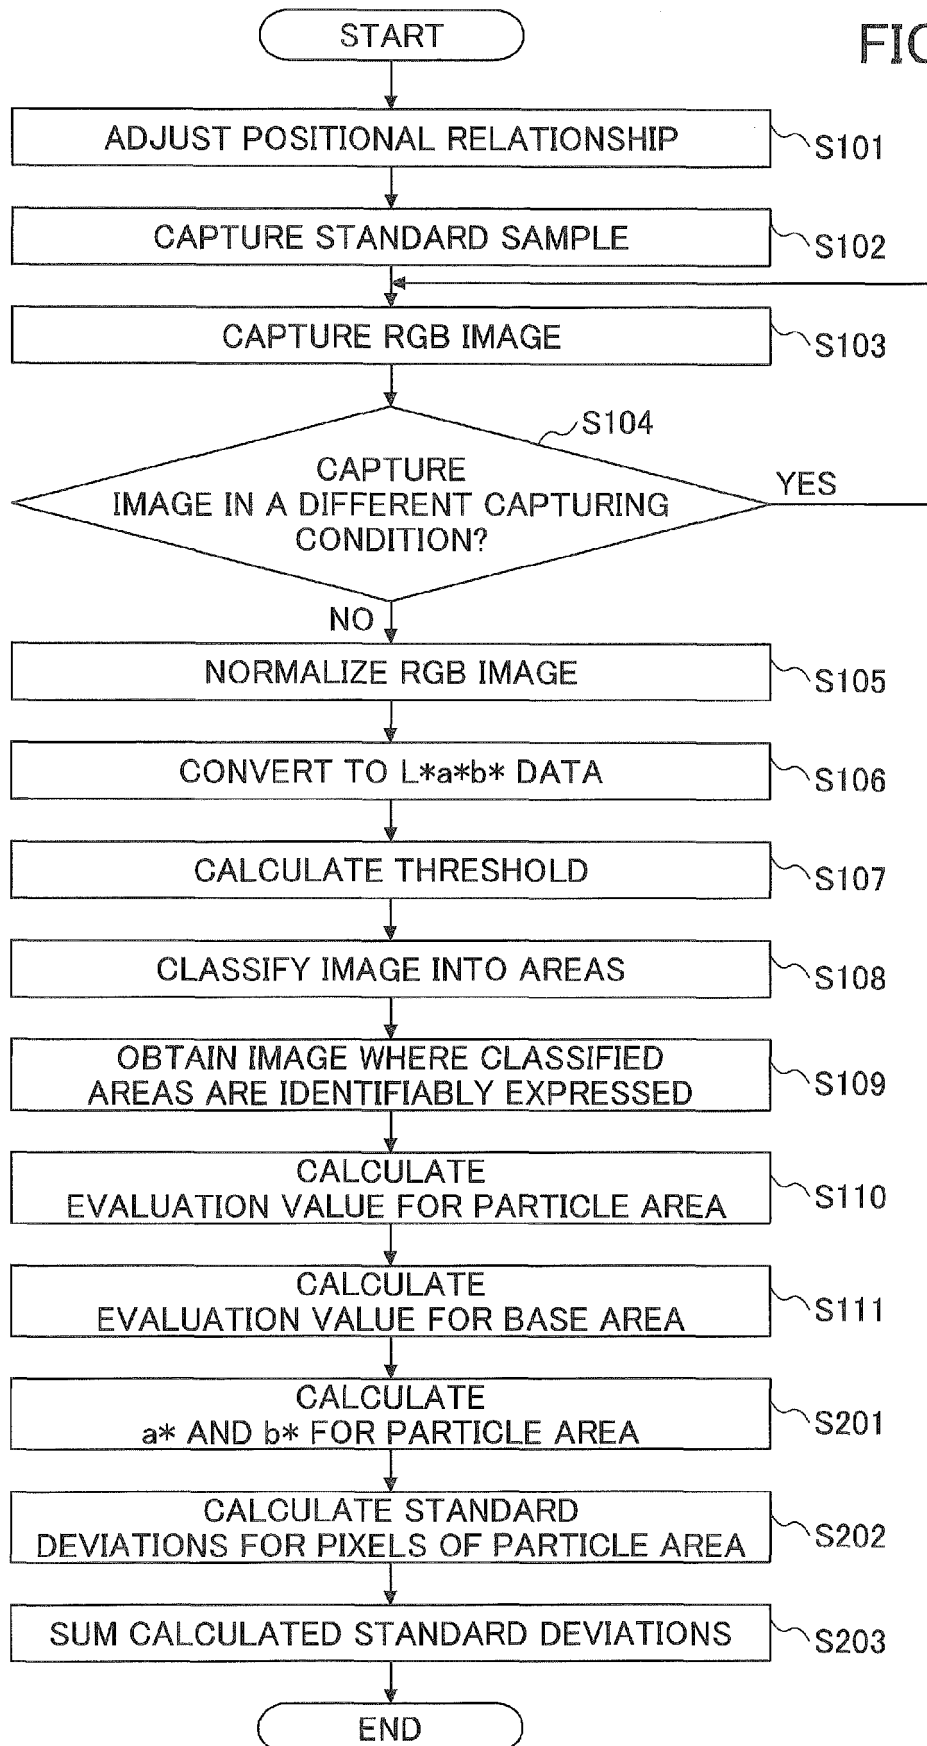 START
FIG
ADJUST POSITIONAL RELATIONSHIP
S101
CAPTURE STANDARD SAMPLE
S102
CAPTURE RGB IMAGE
S103
S104
CAPTURE
IMAGE IN A DIFFERENT CAPTURING
CONDITION?
YES
NO
NORMALIZE RGB IMAGE
S105
CONVERT TO L*a*b* DATA
S106
CALCULATE THRESHOLD
S107
CLASSIFY IMAGE INTO AREAS
S108
OBTAIN IMAGE WHERE CLASSIFIED
AREAS ARE IDENTIFIABLY EXPRESSED
S109
CALCULATE
EVALUATION VALUE FOR PARTICLE AREA
S110
CALCULATE
EVALUATION VALUE FOR BASE AREA
S111
CALCULATE
a* AND b* FOR PARTICLE AREA
S201
CALCULATE STANDARD
DEVIATIONS FOR PIXELS OF PARTICLE AREA
S202
SUM CALCULATED STANDARD DEVIATIONS
S203
END